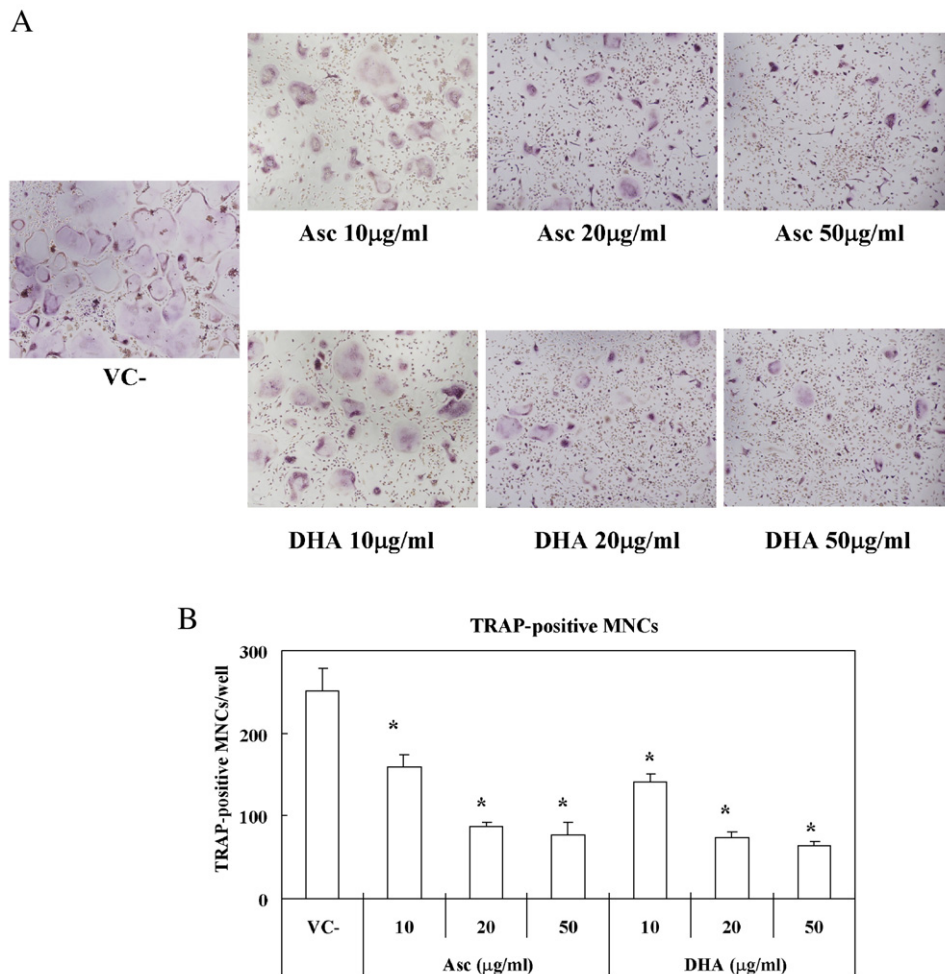 A
Asc 10μg/ml Asc 20μg/ml Asc 50μg/ml
VC-
DHA 10μg/ml DHA 20μg/ml DHA 50μg/ml
B
TRAP-positive MNCs
TRAP-positive MNCs/well
300
200
100
0
* * * * * *
VC- 10 20 50 10 20 50
Asc (μg/ml) DHA (μg/ml)